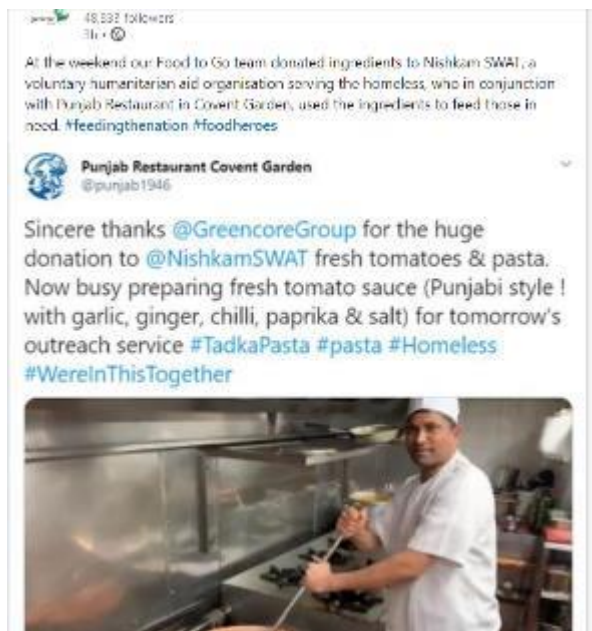 48,533 followers
3h •
At the weekend our Food to Go team donated ingredients to Nishkam SWAT, a
voluntary humanitarian aid organisation serving the homeless, who in conjunction
with Punjab Restaurant in Covent Garden, used the ingredients to feed those in
need. #feedingthenation #foodheroes
Punjab Restaurant Covent Garden
@punjab1946
Sincere thanks @GreencoreGroup for the huge
donation to @NishkamSWAT fresh tomatoes & pasta.
Now busy preparing fresh tomato sauce (Punjabi style !
with garlic, ginger, chilli, paprika & salt) for tomorrow's
outreach service #TadkaPasta #pasta #Homeless
#WereInThisTogether